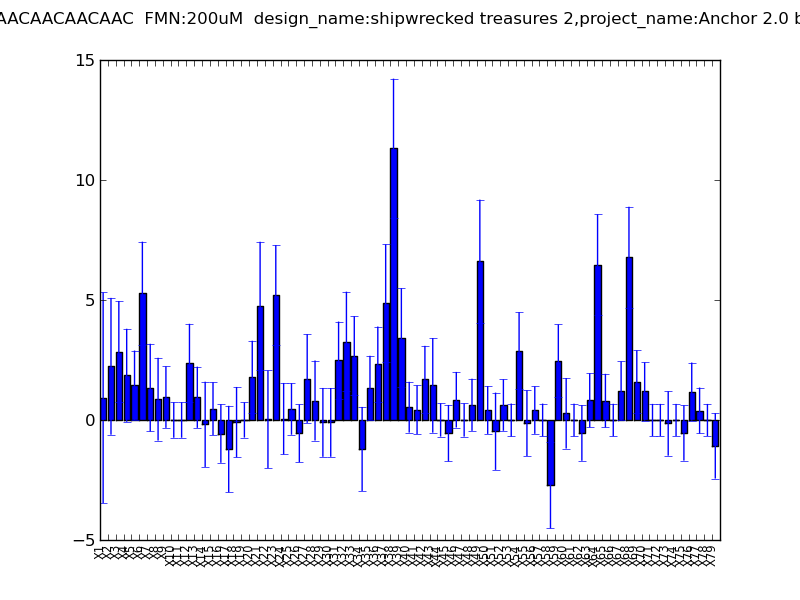 AACAACAACAAC  FMN:200uM  design_name:shipwrecked treasures 2,project_name:Anchor 2.0 b
15
10
5
0
−5
X1 X2 X3 X4 X5 X6 X7 X8 X9 X10 X11 X12 X13 X14 X15 X16 X17 X18 X19 X20 X21 X22 X23 X24 X25 X26 X27 X28 X29 X30 X31 X32 X33 X34 X35 X36 X37 X38 X39 X40 X41 X42 X43 X44 X45 X46 X47 X48 X49 X50 X51 X52 X53 X54 X55 X56 X57 X58 X59 X60 X61 X62 X63 X64 X65 X66 X67 X68 X69 X70 X71 X72 X73 X74 X75 X76 X77 X78 X79